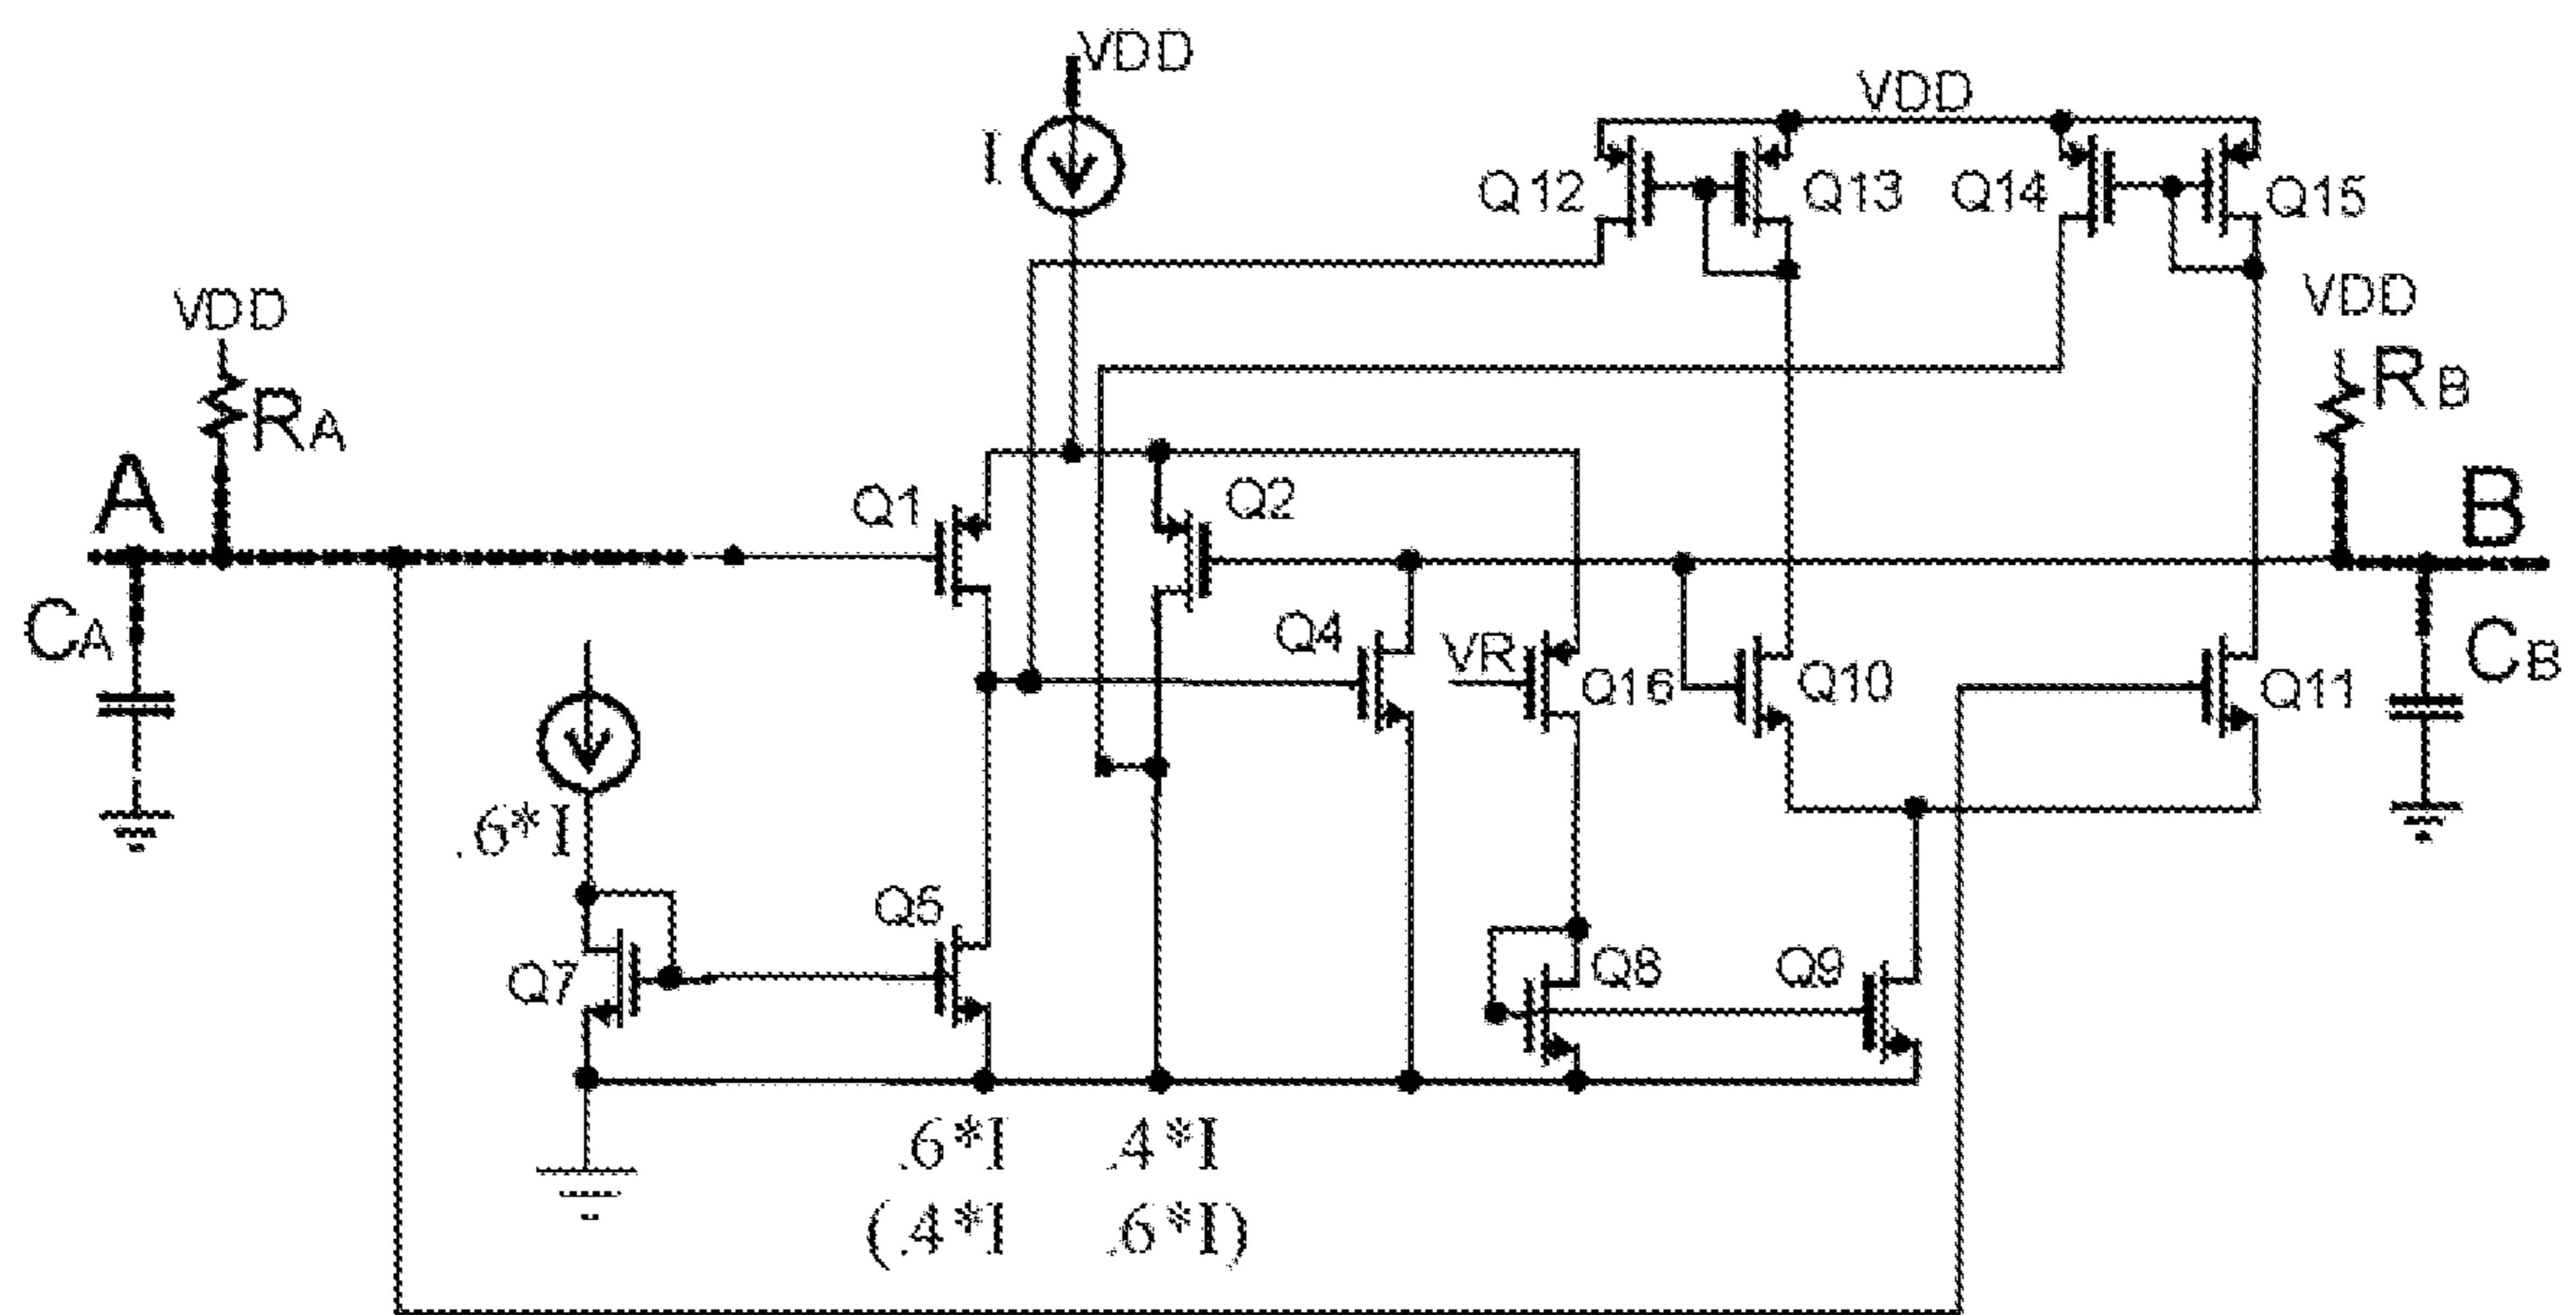 VDD
VDD
I
Q12
Q13
Q14
Q15
VDD
VDD
RA
RB
A
Q1
Q2
B
CA
Q4
VR
Q16
Q10
Q11
CB
.6*I
Q5
Q7
Q8
Q9
.6*I .4*I
(.4*I .6*I)